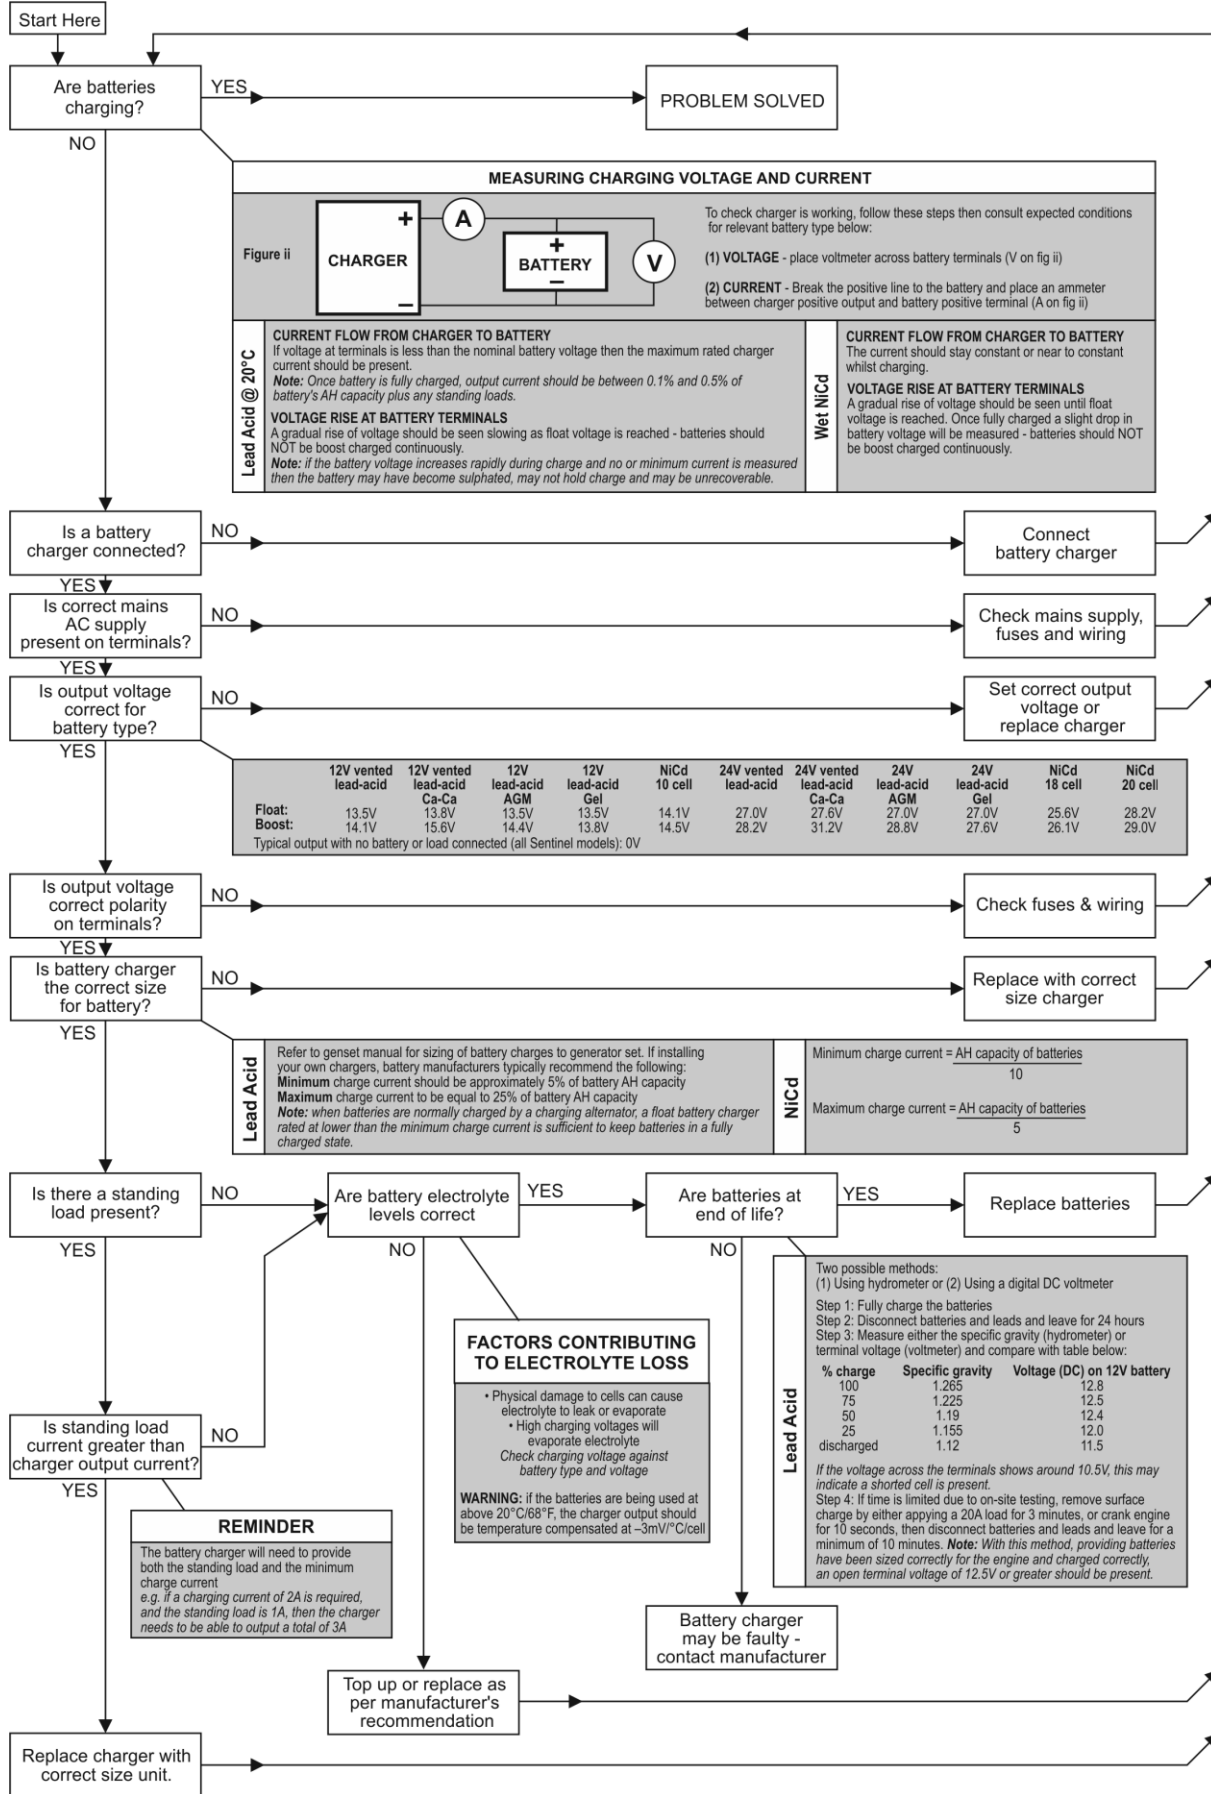 Start Here
Are batteries
charging?
YES
PROBLEM SOLVED
NO
MEASURING CHARGING VOLTAGE AND CURRENT
Figure ii
CHARGER
+
–
A
+
BATTERY
–
V
To check charger is working, follow these steps then consult expected conditions
for relevant battery type below:
(1) VOLTAGE - place voltmeter across battery terminals (V on fig ii)
(2) CURRENT - Break the positive line to the battery and place an ammeter
between charger positive output and battery positive terminal (A on fig ii)
Lead Acid @ 20°C
CURRENT FLOW FROM CHARGER TO BATTERY
If voltage at terminals is less than the nominal battery voltage then the maximum rated charger
current should be present.
Note: Once battery is fully charged, output current should be between 0.1% and 0.5% of
battery's AH capacity plus any standing loads.
VOLTAGE RISE AT BATTERY TERMINALS
A gradual rise of voltage should be seen slowing as float voltage is reached - batteries should
NOT be boost charged continuously.
Note: if the battery voltage increases rapidly during charge and no or minimum current is measured
then the battery may have become sulphated, may not hold charge and may be unrecoverable.
Wet NiCd
CURRENT FLOW FROM CHARGER TO BATTERY
The current should stay constant or near to constant
whilst charging.
VOLTAGE RISE AT BATTERY TERMINALS
A gradual rise of voltage should be seen until float
voltage is reached. Once fully charged a slight drop in
battery voltage will be measured - batteries should NOT
be boost charged continuously.
Is a battery
charger connected?
NO
Connect
battery charger
YES
Is correct mains
AC supply
present on terminals?
NO
Check mains supply,
fuses and wiring
YES
Is output voltage
correct for
battery type?
NO
Set correct output
voltage or
replace charger
YES
12V vented 12V vented 12V 12V NiCd 24V vented 24V vented 24V 24V NiCd NiCd
lead-acid lead-acid lead-acid lead-acid 10 cell lead-acid lead-acid lead-acid lead-acid 18 cell 20 cell
Ca-Ca AGM Gel Ca-Ca AGM Gel
Float: 13.5V 13.8V 13.5V 13.5V 14.1V 27.0V 27.6V 27.0V 27.0V 25.6V 28.2V
Boost: 14.1V 15.6V 14.4V 13.8V 14.5V 28.2V 31.2V 28.8V 27.6V 26.1V 29.0V
Typical output with no battery or load connected (all Sentinel models): 0V
Is output voltage
correct polarity
on terminals?
NO
Check fuses & wiring
YES
Is battery charger
the correct size
for battery?
NO
Replace with correct
size charger
YES
Lead Acid
Refer to genset manual for sizing of battery charges to generator set. If installing
your own chargers, battery manufacturers typically recommend the following:
Minimum charge current should be approximately 5% of battery AH capacity
Maximum charge current to be equal to 25% of battery AH capacity
Note: when batteries are normally charged by a charging alternator, a float battery charger
rated at lower than the minimum charge current is sufficient to keep batteries in a fully
charged state.
NiCd
Minimum charge current = AH capacity of batteries
10
Maximum charge current = AH capacity of batteries
5
Is there a standing
load present?
NO
Are battery electrolyte
levels correct
YES
Are batteries at
end of life?
YES
Replace batteries
YES
NO
NO
Lead Acid
Two possible methods:
(1) Using hydrometer or (2) Using a digital DC voltmeter
Step 1: Fully charge the batteries
Step 2: Disconnect batteries and leads and leave for 24 hours
Step 3: Measure either the specific gravity (hydrometer) or
terminal voltage (voltmeter) and compare with table below:
% charge Specific gravity Voltage (DC) on 12V battery
100 1.265 12.8
75 1.225 12.5
50 1.19 12.4
25 1.155 12.0
discharged 1.12 11.5
If the voltage across the terminals shows around 10.5V, this may
indicate a shorted cell is present.
Step 4: If time is limited due to on-site testing, remove surface
charge by either appying a 20A load for 3 minutes, or crank engine
for 10 seconds, then disconnect batteries and leads and leave for a
minimum of 10 minutes. Note: With this method, providing batteries
have been sized correctly for the engine and charged correctly,
an open terminal voltage of 12.5V or greater should be present.
FACTORS CONTRIBUTING
TO ELECTROLYTE LOSS
• Physical damage to cells can cause
electrolyte to leak or evaporate
• High charging voltages will
evaporate electrolyte
Check charging voltage against
battery type and voltage
WARNING: if the batteries are being used at
above 20°C/68°F, the charger output should
be temperature compensated at –3mV/°C/cell
Is standing load
current greater than
charger output current?
NO
YES
REMINDER
The battery charger will need to provide
both the standing load and the minimum
charge current
e.g. if a charging current of 2A is required,
and the standing load is 1A, then the charger
needs to be able to output a total of 3A
Battery charger
may be faulty -
contact manufacturer
Top up or replace as
per manufacturer's
recommendation
Replace charger with
correct size unit.